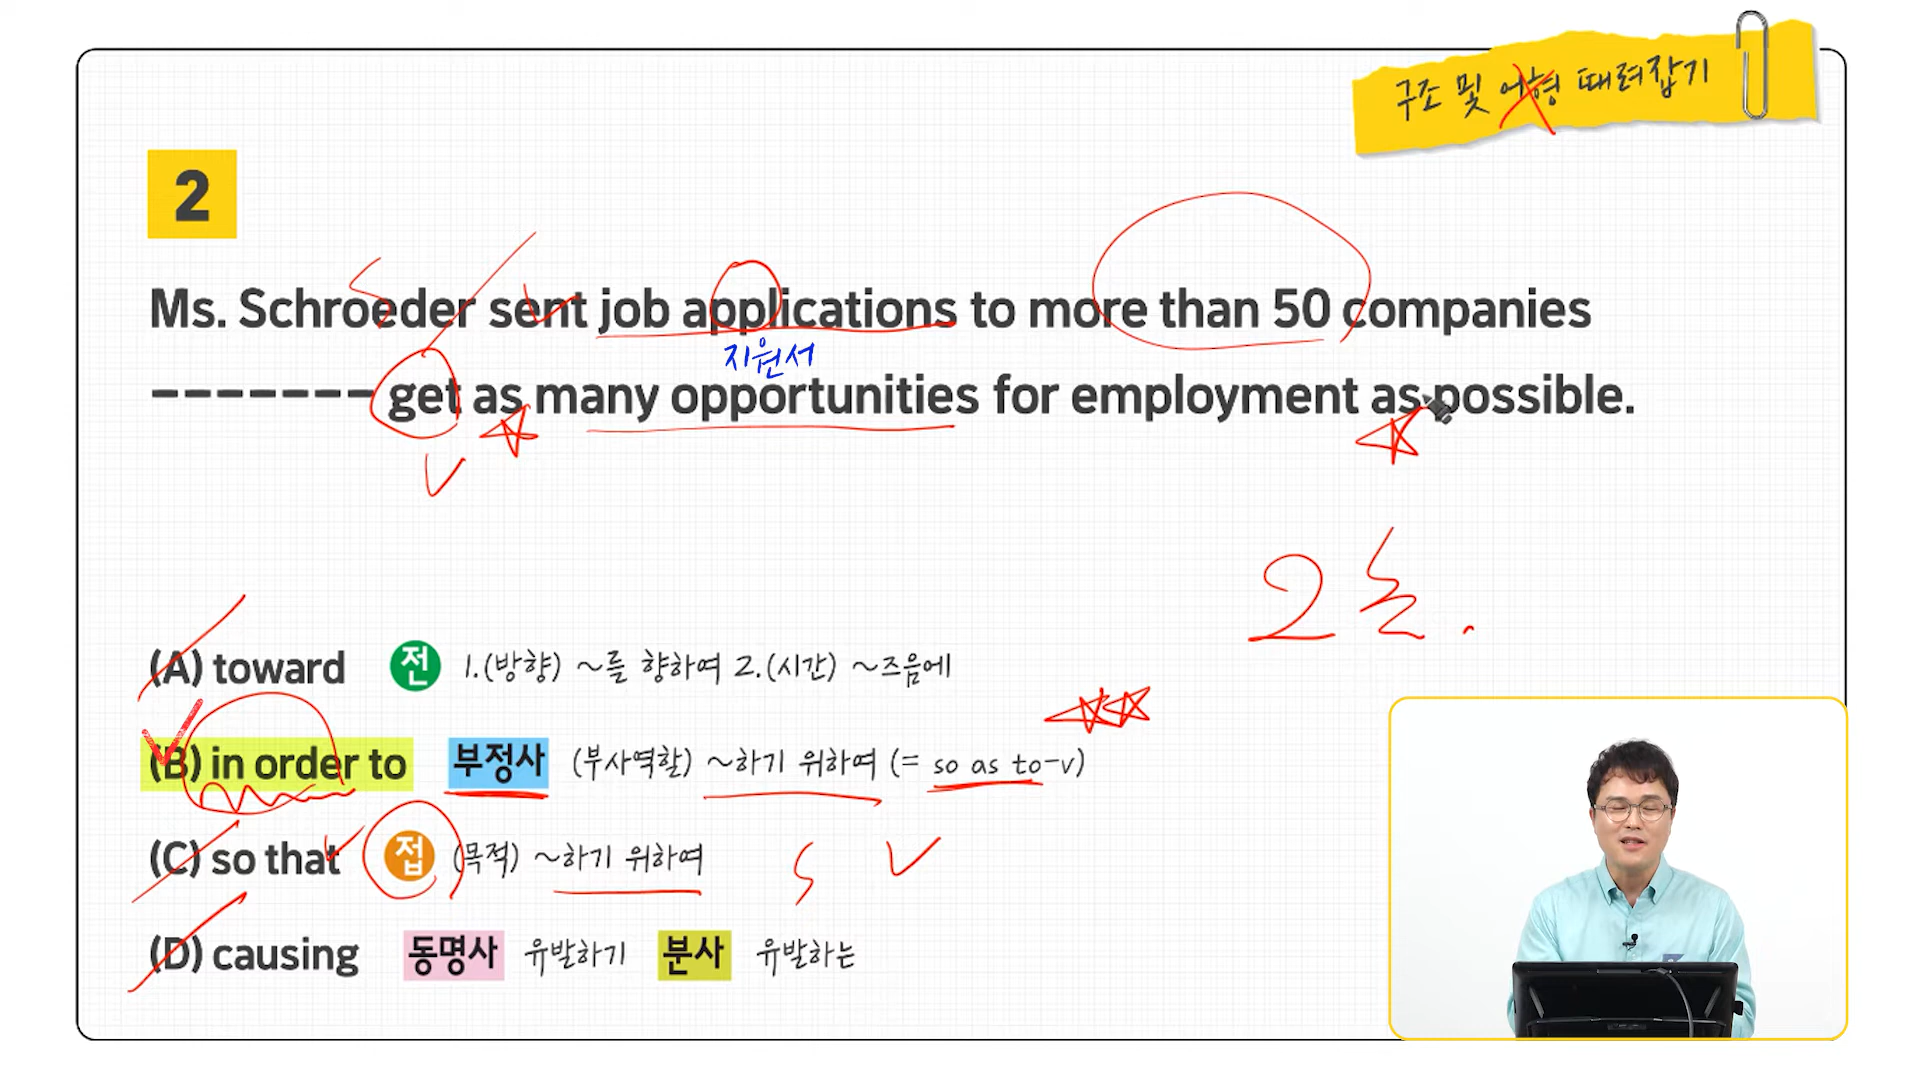 구조 및 어형 때려잡기
2
Ms. Schroeder sent job applications to more than 50 companies
지원서
------- get as many opportunities for employment as possible.
(A) toward 전 1.(방향) ~를 향하여 2.(시간) ~즈음에
(B) in order to 부정사 (부사역할) ~하기 위하여 (= so as to-v)
(C) so that 접 (목적) ~하기 위하여 S V
(D) causing 동명사 유발하기 분사 유발하는